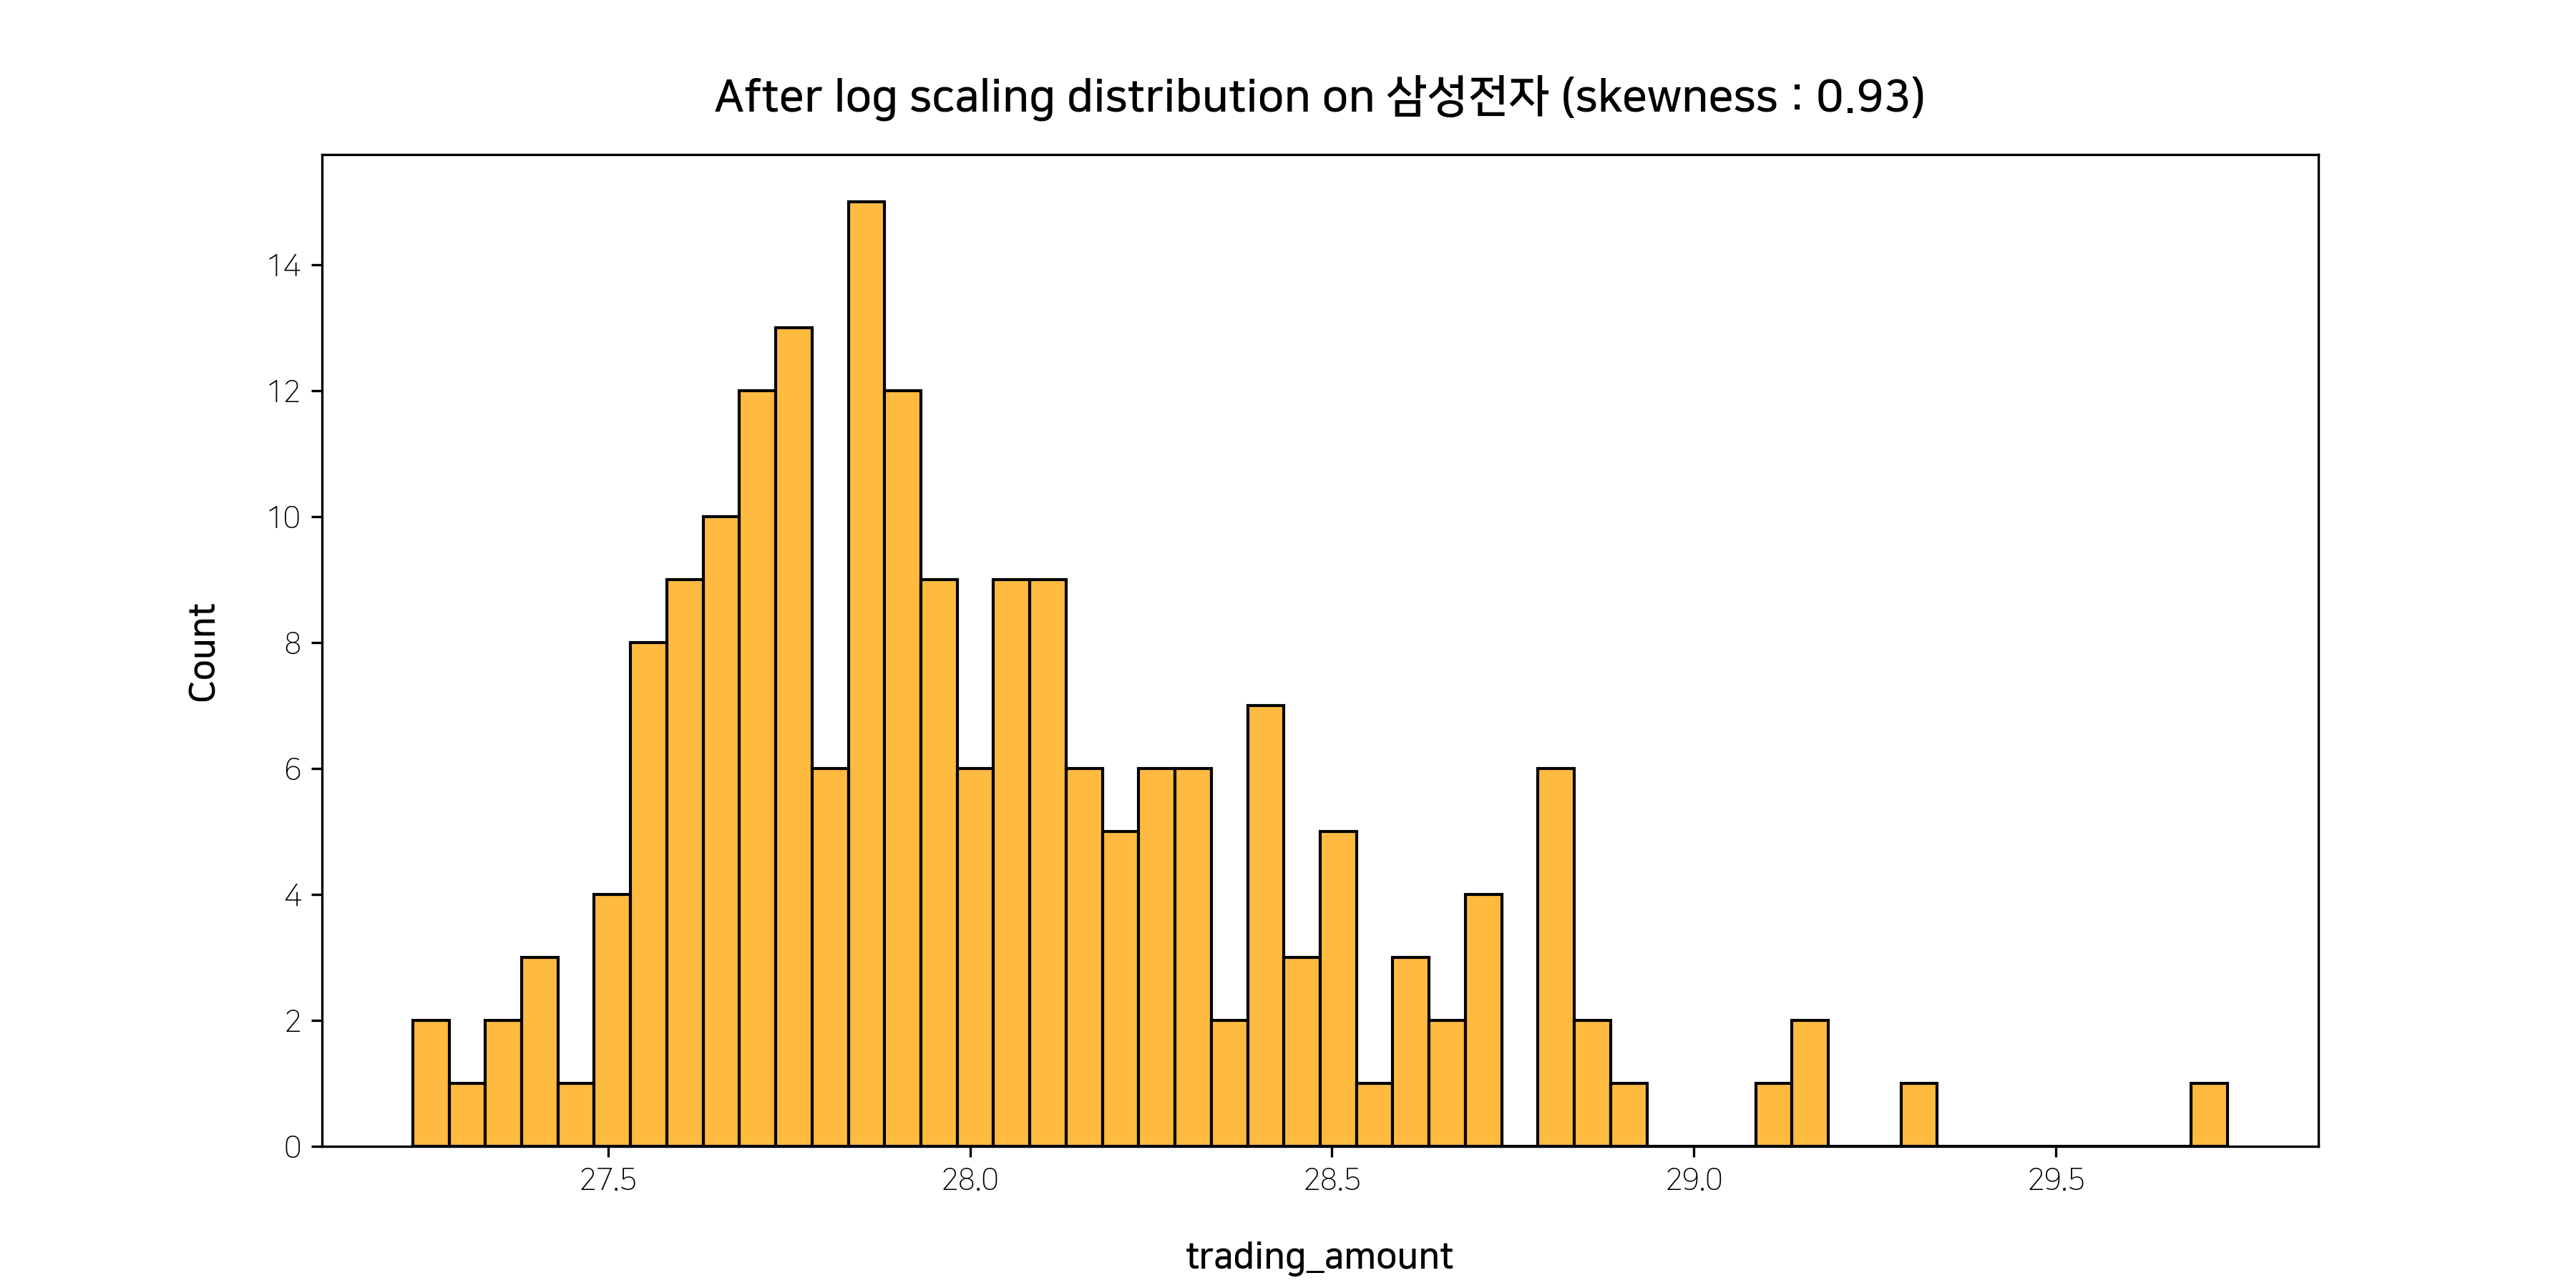 After log scaling distribution on 삼성전자 (skewness : 0.93)
14
12
10
8
6
4
2
0
Count
27.5 28.0 28.5 29.0 29.5
trading_amount